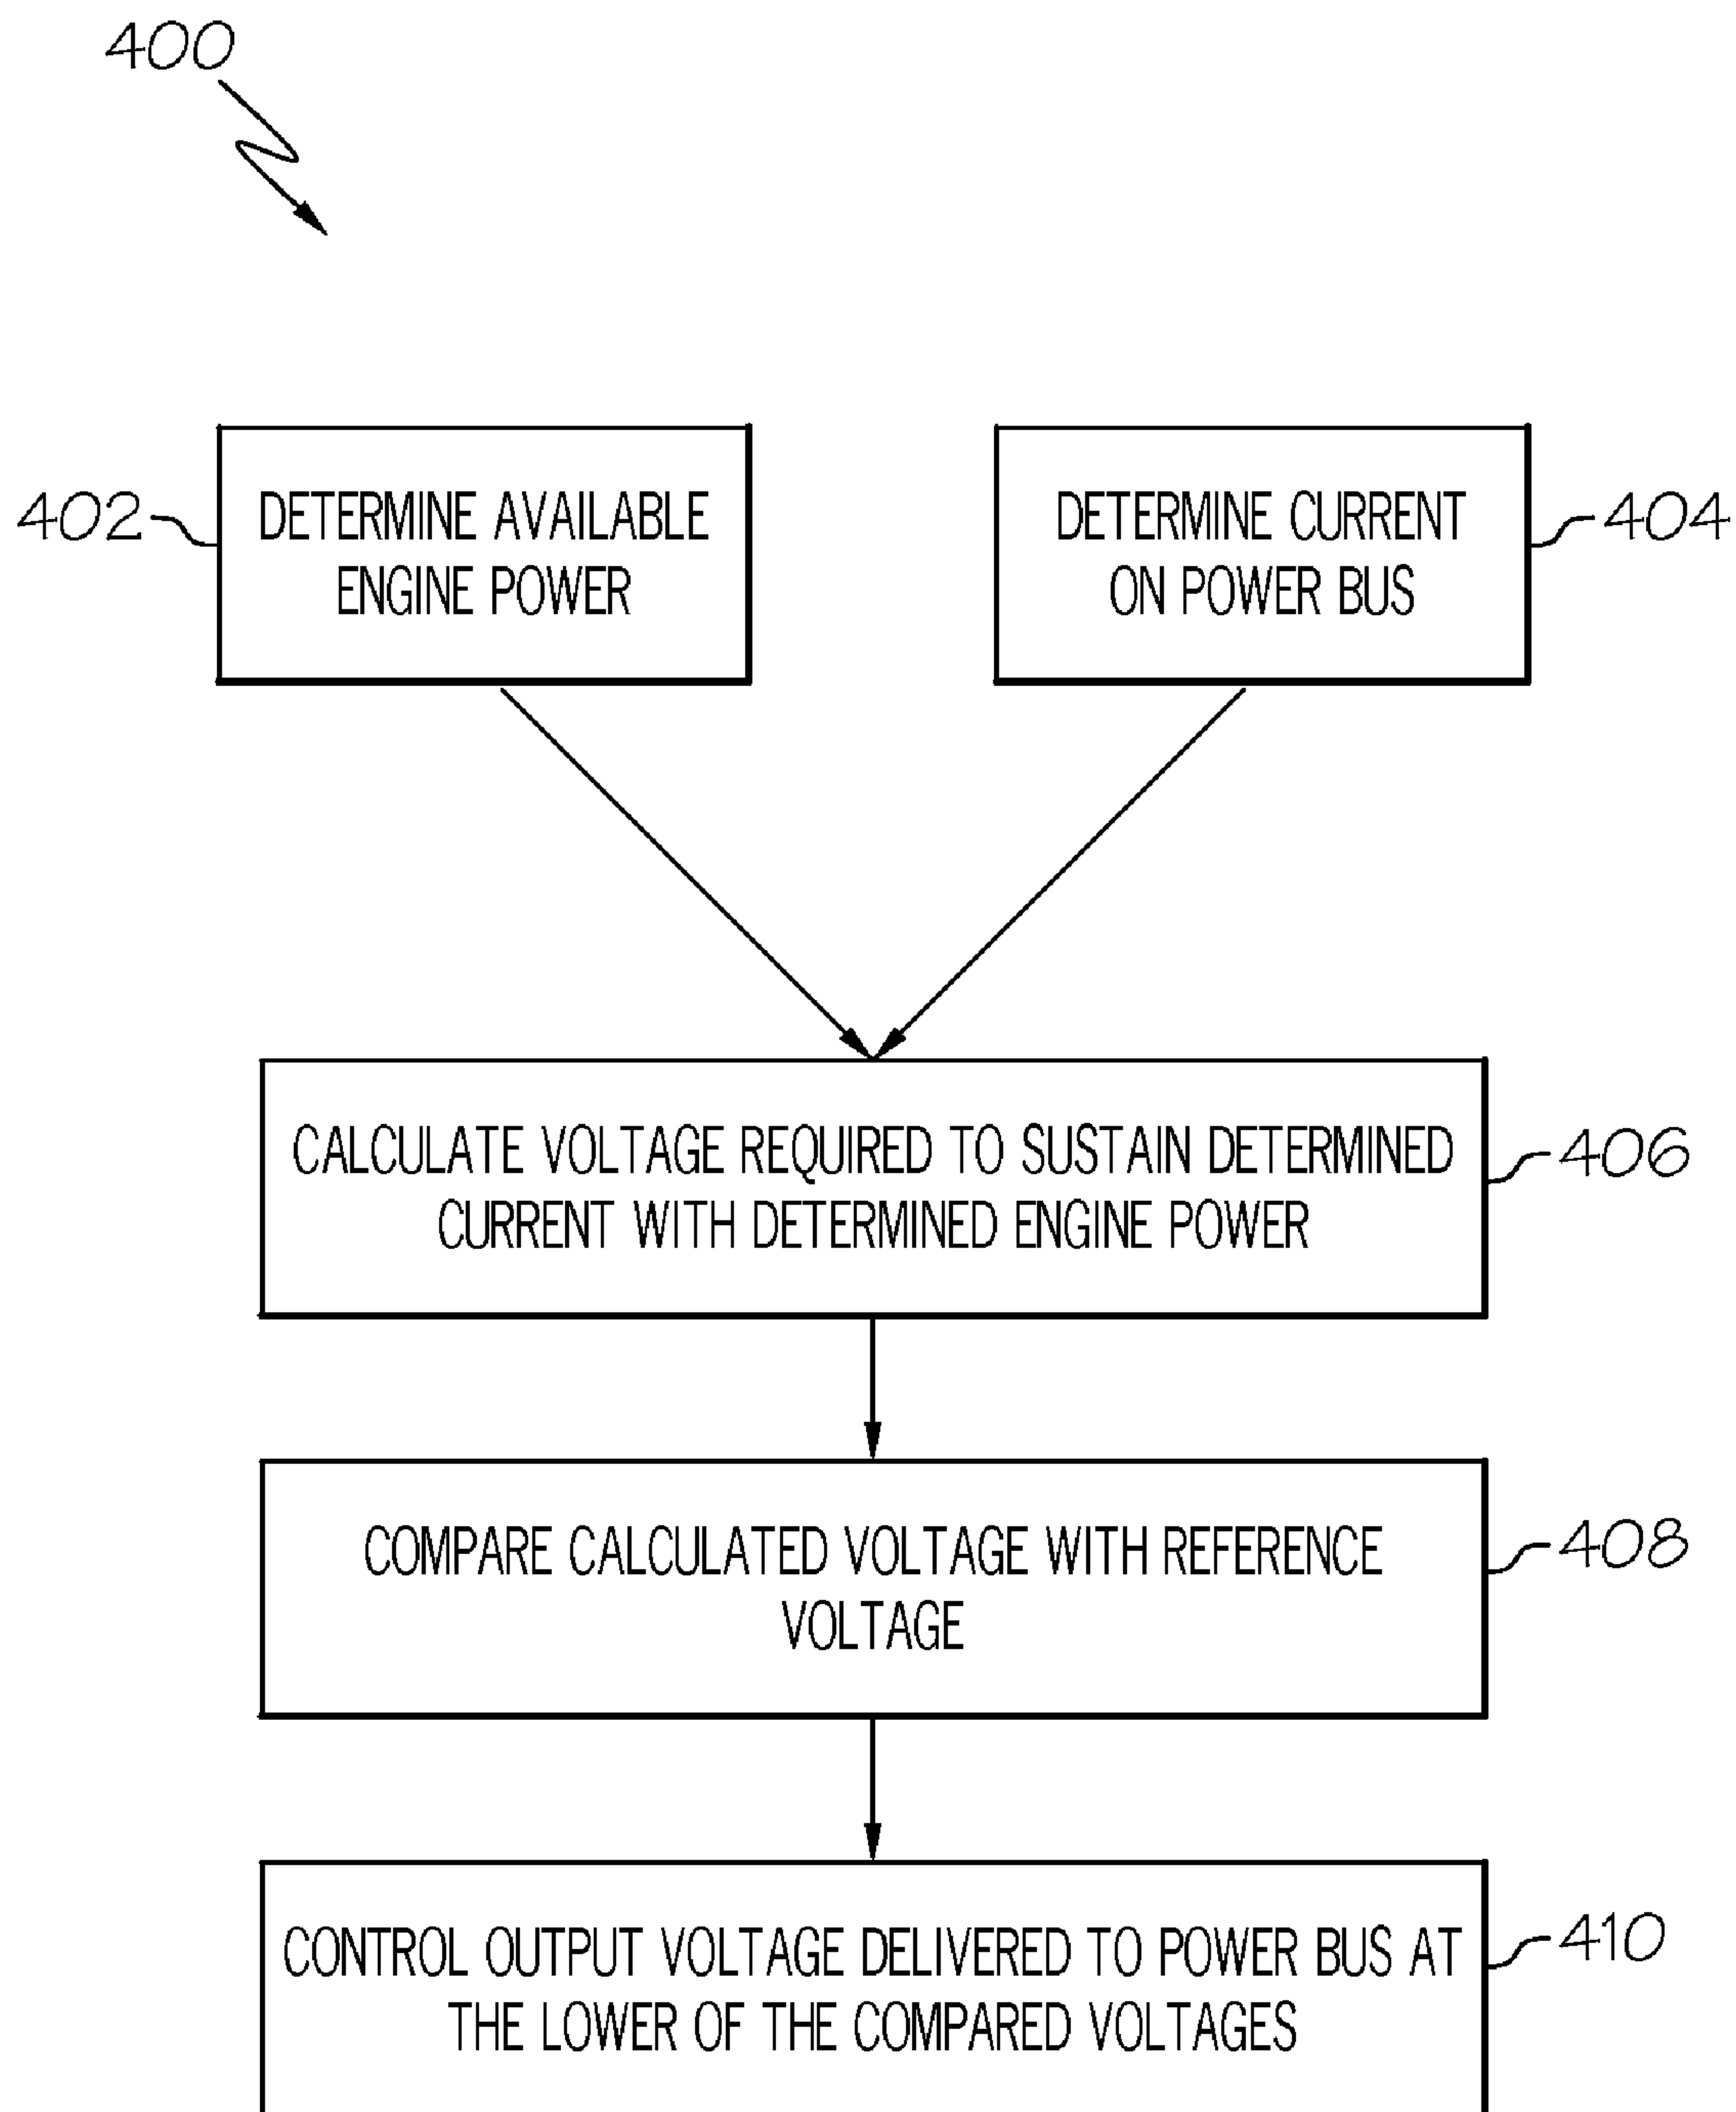 400
402
DETERMINE AVAILABLE
ENGINE POWER
DETERMINE CURRENT
ON POWER BUS
404
CALCULATE VOLTAGE REQUIRED TO SUSTAIN DETERMINED
CURRENT WITH DETERMINED ENGINE POWER
406
COMPARE CALCULATED VOLTAGE WITH REFERENCE
VOLTAGE
408
CONTROL OUTPUT VOLTAGE DELIVERED TO POWER BUS AT
THE LOWER OF THE COMPARED VOLTAGES
410